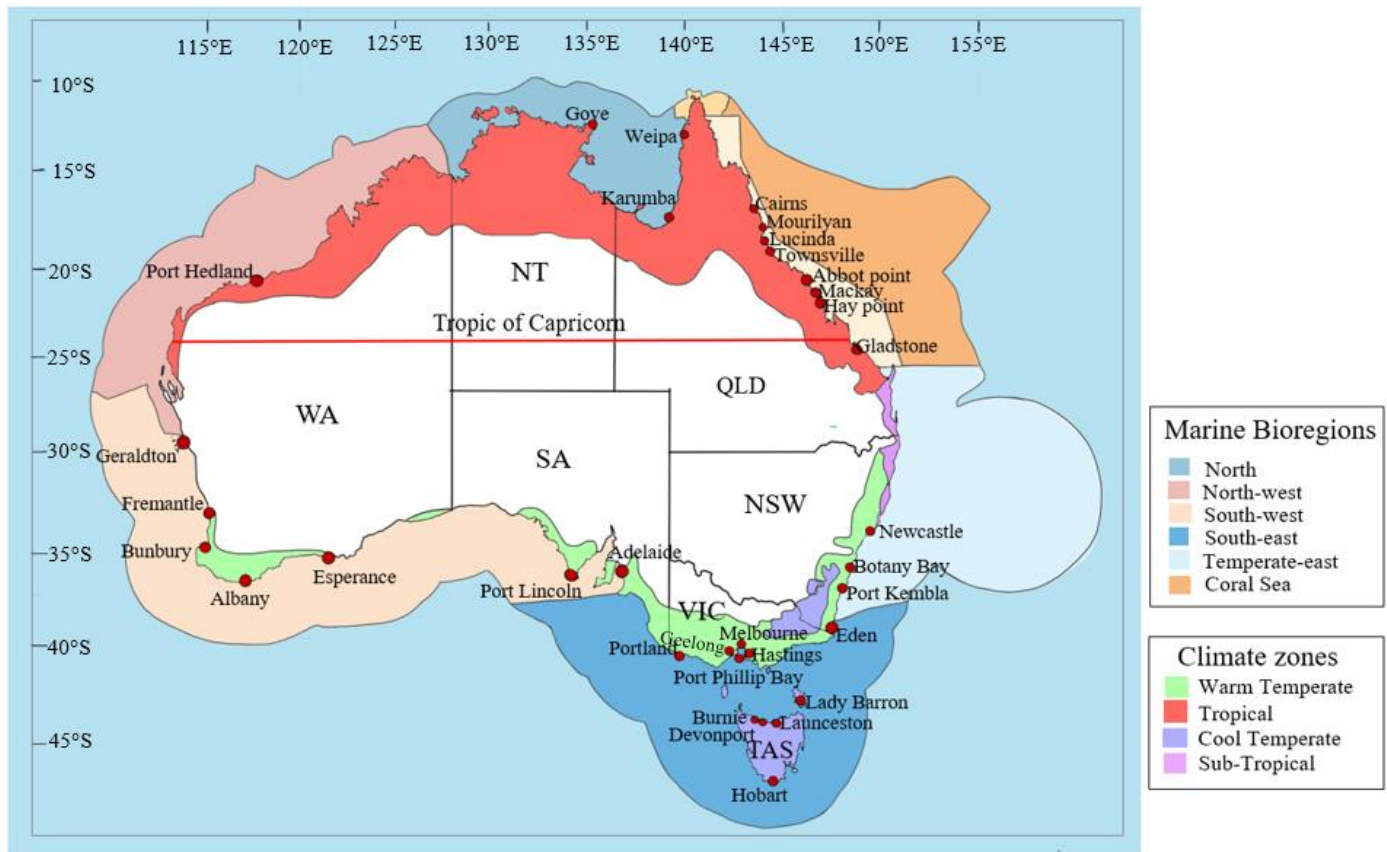 115°E 120°E 125°E 130°E 135°E 140°E 145°E 150°E 155°E
10°S
15°S
20°S
25°S
30°S
35°S
40°S
45°S
Gove
Weipa
Karumba
Cairns
Mourilyan
Lucinda
Townsville
Port Hedland
Abbot point
Mackay
Hay point
NT
Tropic of Capricorn
Gladstone
QLD
WA
Geraldton
SA
NSW
Fremantle
Newcastle
Bunbury
Esperance
Adelaide
Botany Bay
Albany
Port Lincoln
Port Kembla
VIC
Melbourne
Eden
Geelong
Portland
Hastings
Port Phillip Bay
Lady Barron
Burnie
Launceston
Devonport
TAS
Hobart
Marine Bioregions
North
North-west
South-west
South-east
Temperate-east
Coral Sea
Climate zones
Warm Temperate
Tropical
Cool Temperate
Sub-Tropical